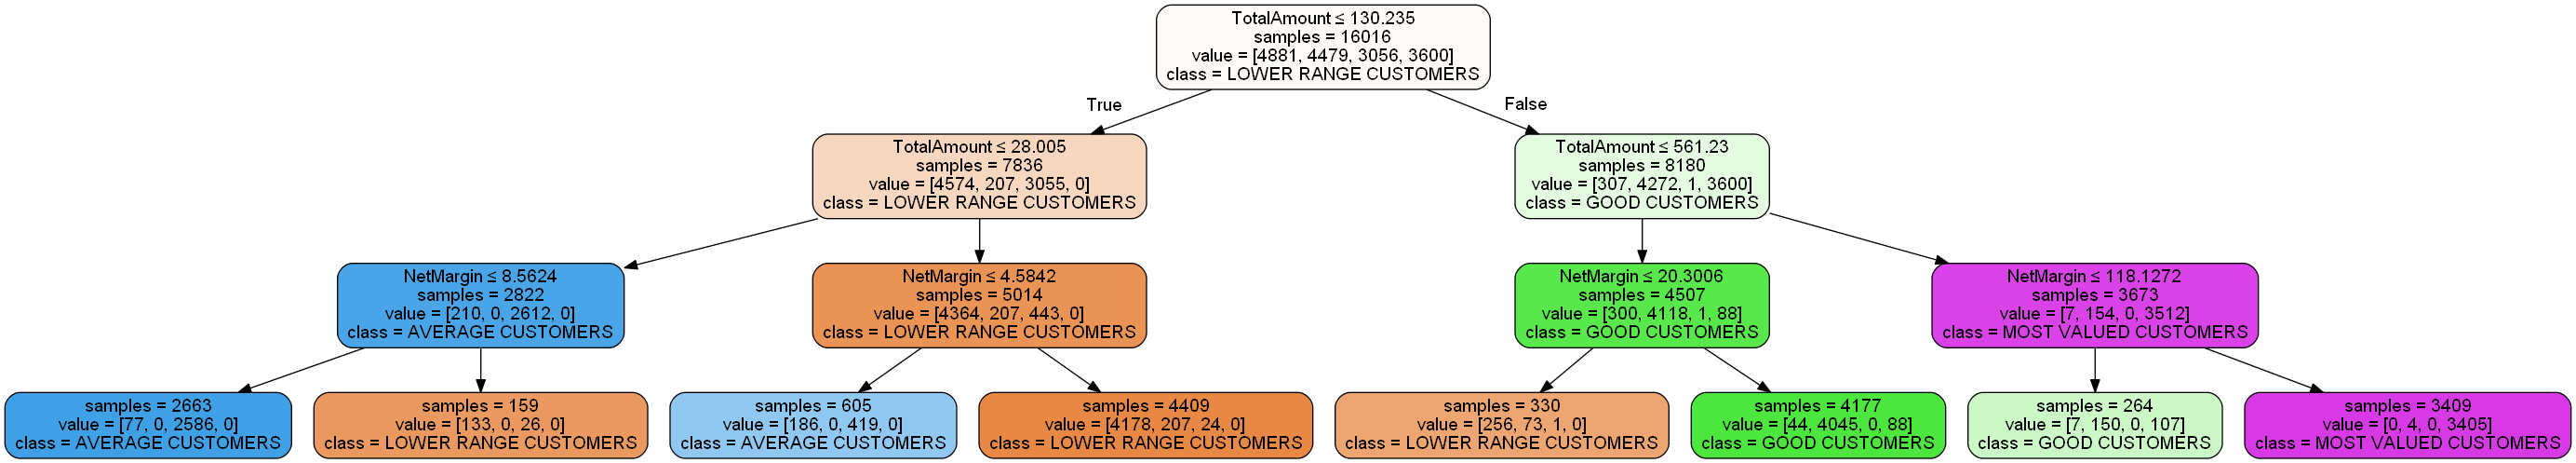 TotalAmount ≤ 130.235
samples = 16016
value = [4881, 4479, 3056, 3600]
class = LOWER RANGE CUSTOMERS
True
False
TotalAmount ≤ 28.005
samples = 7836
value = [4574, 207, 3055, 0]
class = LOWER RANGE CUSTOMERS
TotalAmount ≤ 561.23
samples = 8180
value = [307, 4272, 1, 3600]
class = GOOD CUSTOMERS
NetMargin ≤ 8.5624
samples = 2822
value = [210, 0, 2612, 0]
class = AVERAGE CUSTOMERS
NetMargin ≤ 4.5842
samples = 5014
value = [4364, 207, 443, 0]
class = LOWER RANGE CUSTOMERS
NetMargin ≤ 20.3006
samples = 4507
value = [300, 4118, 1, 88]
class = GOOD CUSTOMERS
NetMargin ≤ 118.1272
samples = 3673
value = [7, 154, 0, 3512]
class = MOST VALUED CUSTOMERS
samples = 2663
value = [77, 0, 2586, 0]
class = AVERAGE CUSTOMERS
samples = 159
value = [133, 0, 26, 0]
class = LOWER RANGE CUSTOMERS
samples = 605
value = [186, 0, 419, 0]
class = AVERAGE CUSTOMERS
samples = 4409
value = [4178, 207, 24, 0]
class = LOWER RANGE CUSTOMERS
samples = 330
value = [256, 73, 1, 0]
class = LOWER RANGE CUSTOMERS
samples = 4177
value = [44, 4045, 0, 88]
class = GOOD CUSTOMERS
samples = 264
value = [7, 150, 0, 107]
class = GOOD CUSTOMERS
samples = 3409
value = [0, 4, 0, 3405]
class = MOST VALUED CUSTOMERS